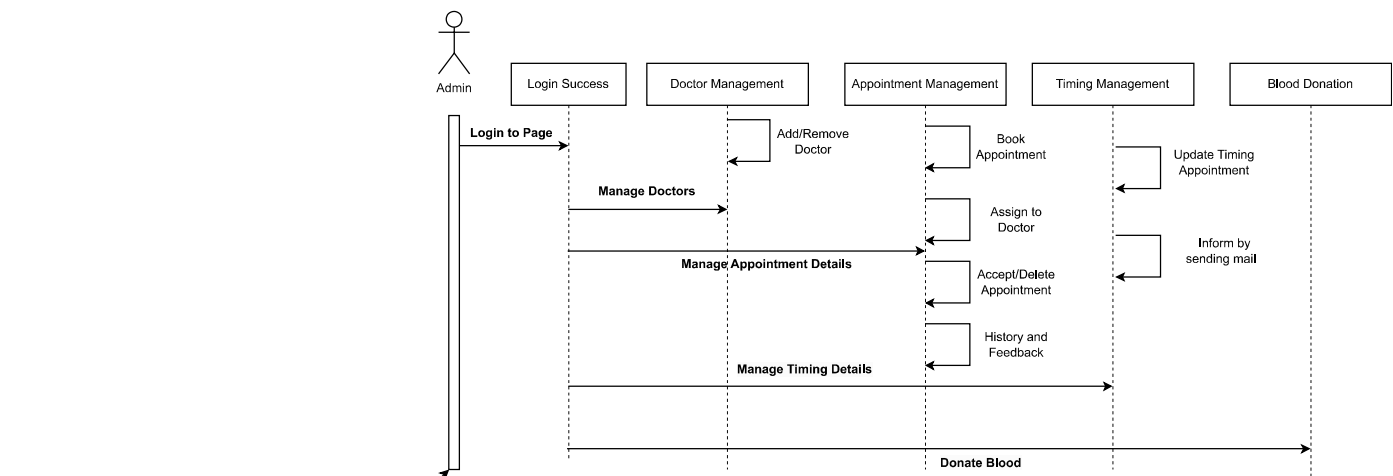 Admin
Login Success
Doctor Management
Appointment Management
Timing Management
Blood Donation
Login to Page
Add/Remove
Doctor
Book
Appointment
Update Timing
Appointment
Manage Doctors
Assign to
Doctor
Inform by
sending mail
Manage Appointment Details
Accept/Delete
Appointment
History and
Feedback
Manage Timing Details
Donate Blood